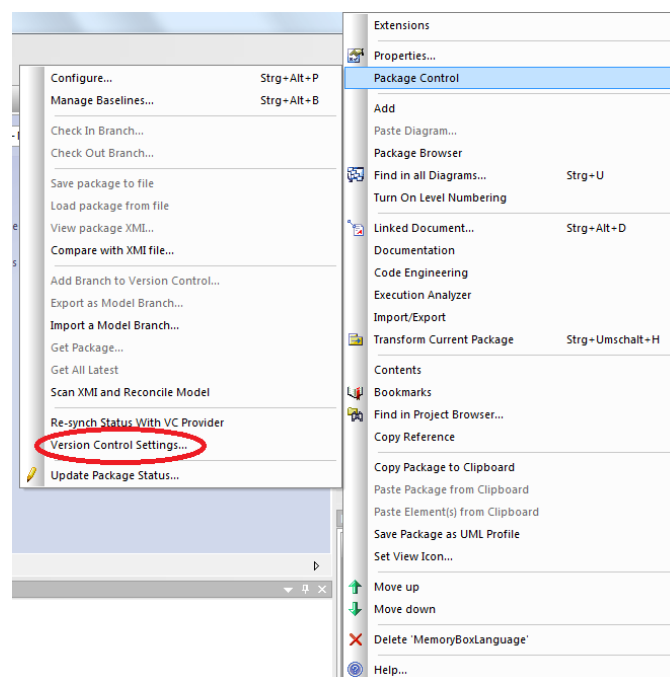 Extensions
Properties...
Package Control
Add
Paste Diagram...
Package Browser
Find in all Diagrams... Strg+U
Turn On Level Numbering
Linked Document... Strg+Alt+D
Documentation
Code Engineering
Execution Analyzer
Import/Export
Transform Current Package Strg+Umschalt+H
Contents
Bookmarks
Find in Project Browser...
Copy Reference
Copy Package to Clipboard
Paste Package from Clipboard
Paste Element(s) from Clipboard
Save Package as UML Profile
Set View Icon...
Move up
Move down
Delete 'MemoryBoxLanguage'
Help...
Configure... Strg+Alt+P
Manage Baselines... Strg+Alt+B
Check In Branch...
Check Out Branch...
Save package to file
Load package from file
View package XMI...
Compare with XMI file...
Add Branch to Version Control...
Export as Model Branch...
Import a Model Branch...
Get Package...
Get All Latest
Scan XMI and Reconcile Model
Re-synch Status With VC Provider
Version Control Settings...
Update Package Status...